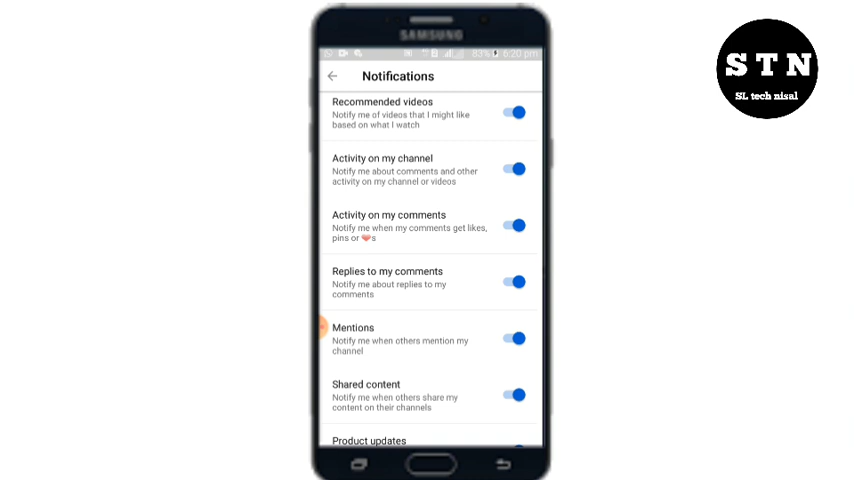 SAMSUNG
83% 6:20 pm
Notifications
Recommended videos
Notify me of videos that I might like
based on what I watch
Activity on my channel
Notify me about comments and other
activity on my channel or videos
Activity on my comments
Notify me when my comments get likes,
pins or ❤s
Replies to my comments
Notify me about replies to my
comments
Mentions
Notify me when others mention my
channel
Shared content
Notify me when others share my
content on their channels
Product updates
S T N
SL tech nisal